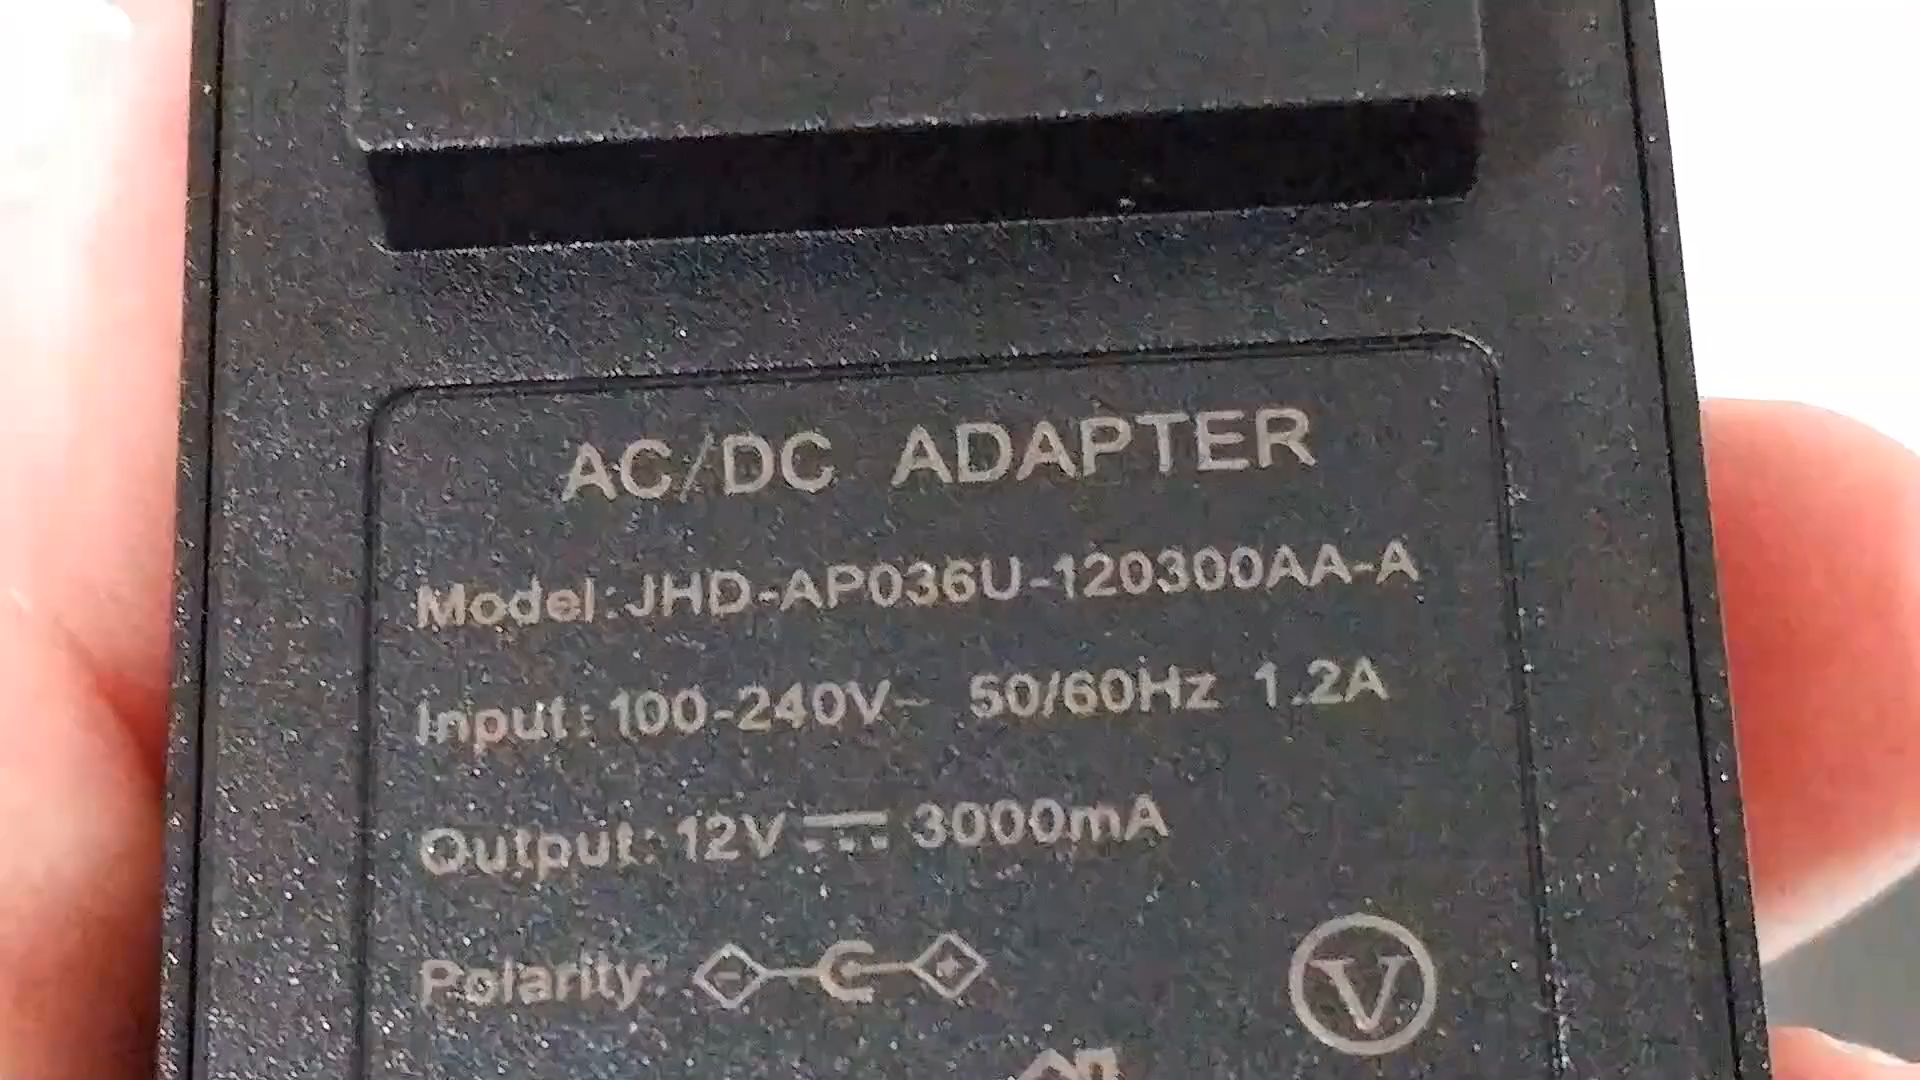 AC/DC ADAPTER
Model: JHD-AP036U-120300AA-A
Input: 100-240V~ 50/60Hz 1.2A
Output: 12V⎓3000mA
Polarity:
V